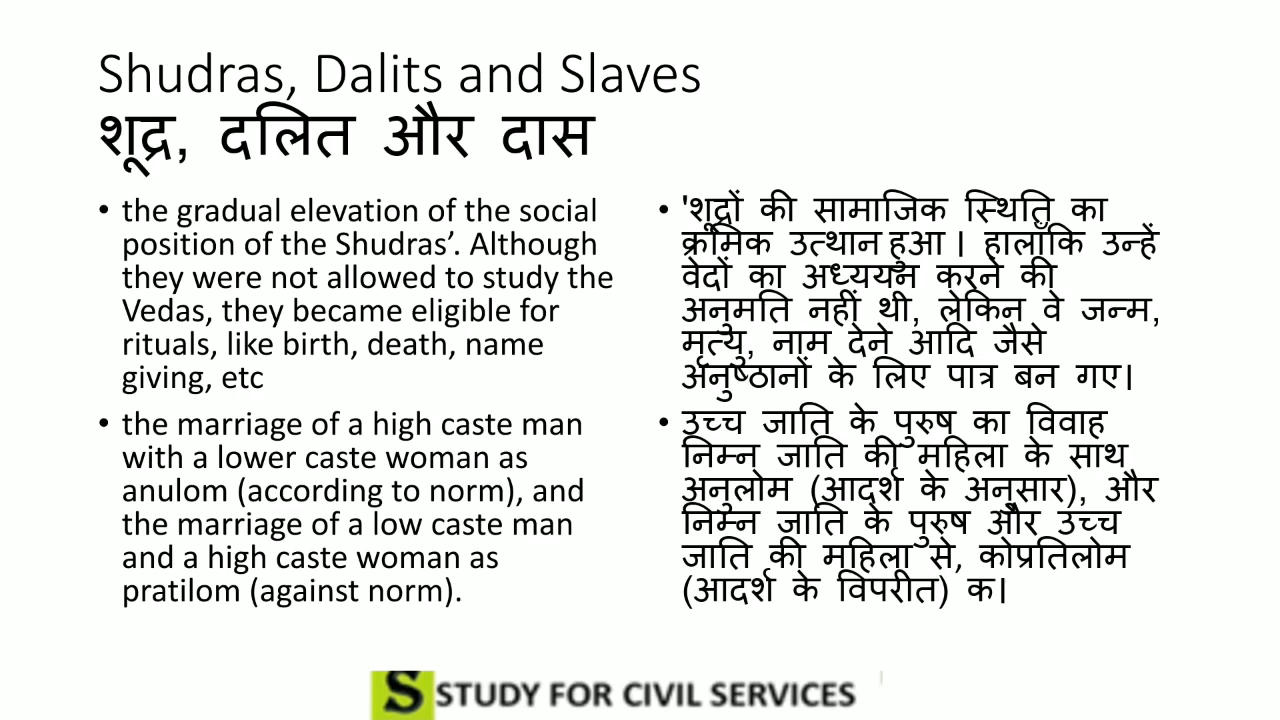 Shudras, Dalits and Slaves
शूद्र, दलित और दास
• the gradual elevation of the social
position of the Shudras’. Although
they were not allowed to study the
Vedas, they became eligible for
rituals, like birth, death, name
giving, etc
• the marriage of a high caste man
with a lower caste woman as
anulom (according to norm), and
the marriage of a low caste man
and a high caste woman as
pratilom (against norm).
• 'शूद्रों की सामाजिक स्थिति का
क्रमिक उत्थान हुआ । हालाँकि उन्हें
वेदों का अध्ययन करने की
अनुमति नहीं थी, लेकिन वे जन्म,
मृत्यु, नाम देने आदि जैसे
अनुष्ठानों के लिए पात्र बन गए।
• उच्च जाति के पुरुष का विवाह
निम्न जाति की महिला के साथ
अनुलोम (आदर्श के अनुसार), और
निम्न जाति के पुरुष और उच्च
जाति की महिला से, कोप्रतिलोम
(आदर्श के विपरीत) क।
S STUDY FOR CIVIL SERVICES